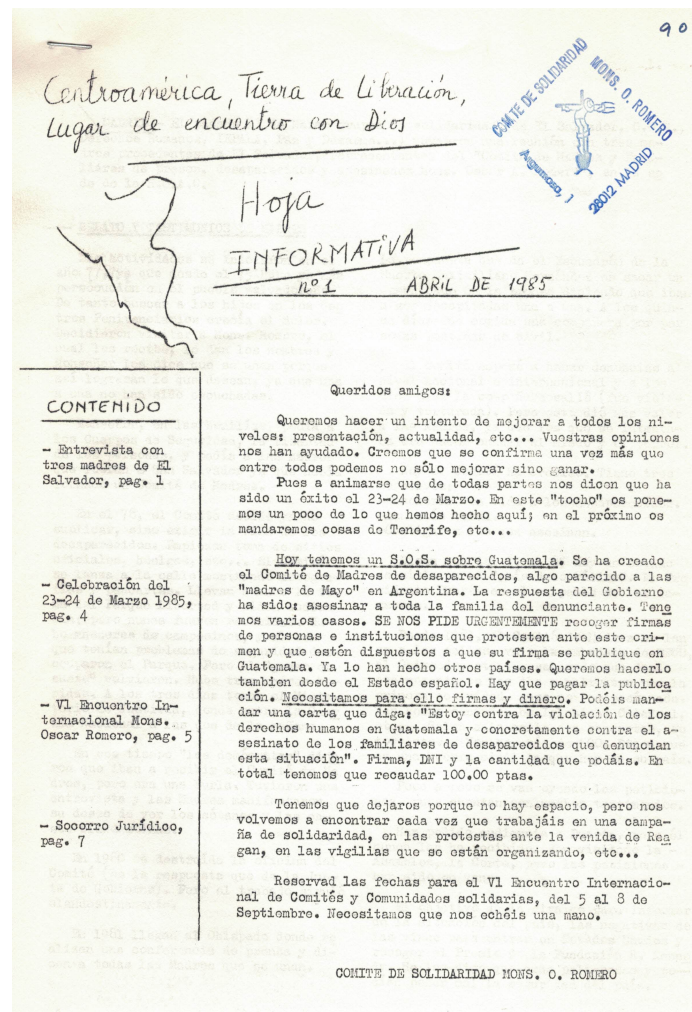 90
Centroamérica, Tierra de Liberación,
Lugar de encuentro con Dios
COMITE DE SOLIDARIDAD MONS. O. ROMERO
Argumosa, 1 28012 MADRID
Hoja
INFORMATIVA
nº 1 ABRIL DE 1985
CONTENIDO
- Entrevista con
tres madres de El
Salvador, pag. 1
- Celebración del
23-24 de Marzo 1985,
pag. 4
- VI Encuentro In-
ternacional Mons.
Oscar Romero, pag. 5
- Socorro Jurídico,
pag. 7
Queridos amigos:
Queremos hacer un intento de mejorar a todos los ni-
veles: presentación, actualidad, etc... Vuestras opiniones
nos han ayudado. Creemos que se confirma una vez más que
entre todos podemos no sólo mejorar sino ganar.
Pues a animarse que de todas partes nos dicen que ha
sido un éxito el 23-24 de Marzo. En este "tocho" os pone-
mos un poco de lo que hemos hecho aquí; en el próximo os
mandaremos cosas de Tenerife, etc...
Hoy tenemos un S.O.S. sobre Guatemala. Se ha creado
el Comité de Madres de desaparecidos, algo parecido a las
"madres de Mayo" en Argentina. La respuesta del Gobierno
ha sido: asesinar a toda la familia del denunciante. Tene
mos varios casos. SE NOS PIDE URGENTEMENTE recoger firmas
de personas e instituciones que protesten ante este cri-
men y que estén dispuestos a que su firma se publique en
Guatemala. Ya lo han hecho otros países. Queremos hacerlo
tambien desde el Estado español. Hay que pagar la publica
ción. Necesitamos para ello firmas y dinero. Podéis man-
dar una carta que diga: "Estoy contra la violación de los
derechos humanos en Guatemala y concretamente contra el a-
sesinato de los familiares de desaparecidos que denuncian
esta situación". Firma, DNI y la cantidad que podáis. En
total tenemos que recaudar 100.00 ptas.
Tenemos que dejaros porque no hay espacio, pero nos
volvemos a encontrar cada vez que trabajáis en una campa-
ña de solidaridad, en las protestas ante la venida de Rea
gan, en las vigilias que se están organizando, etc...
Reservad las fechas para el VI Encuentro Internacio-
nal de Comités y Comunidades solidarias, del 5 al 8 de
Septiembre. Necesitamos que nos echéis una mano.
COMITE DE SOLIDARIDAD MONS. O. ROMERO